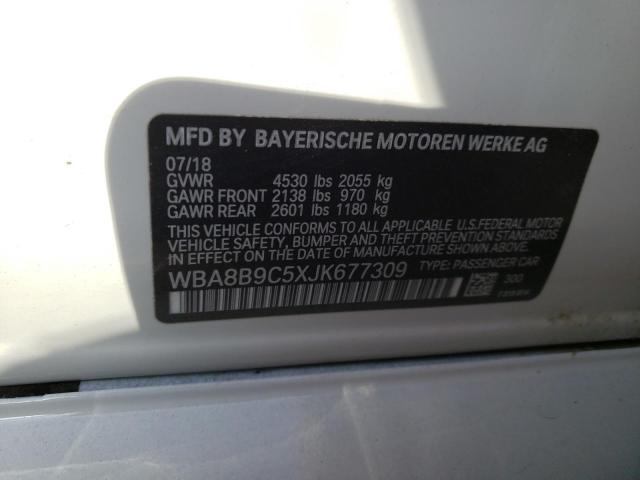 MFD BY BAYERISCHE MOTOREN WERKE AG
07/18
GVWR 4530 lbs 2055 kg
GAWR FRONT 2138 lbs 970 kg
GAWR REAR 2601 lbs 1180 kg
THIS VEHICLE CONFORMS TO ALL APPLICABLE U.S.FEDERAL MOTOR
VEHICLE SAFETY, BUMPER AND THEFT PREVENTION STANDARDS
IN EFFECT ON DATE OF MANUFACTURE SHOWN ABOVE.
WBA8B9C5XJK677309 TYPE: PASSENGER CAR
300